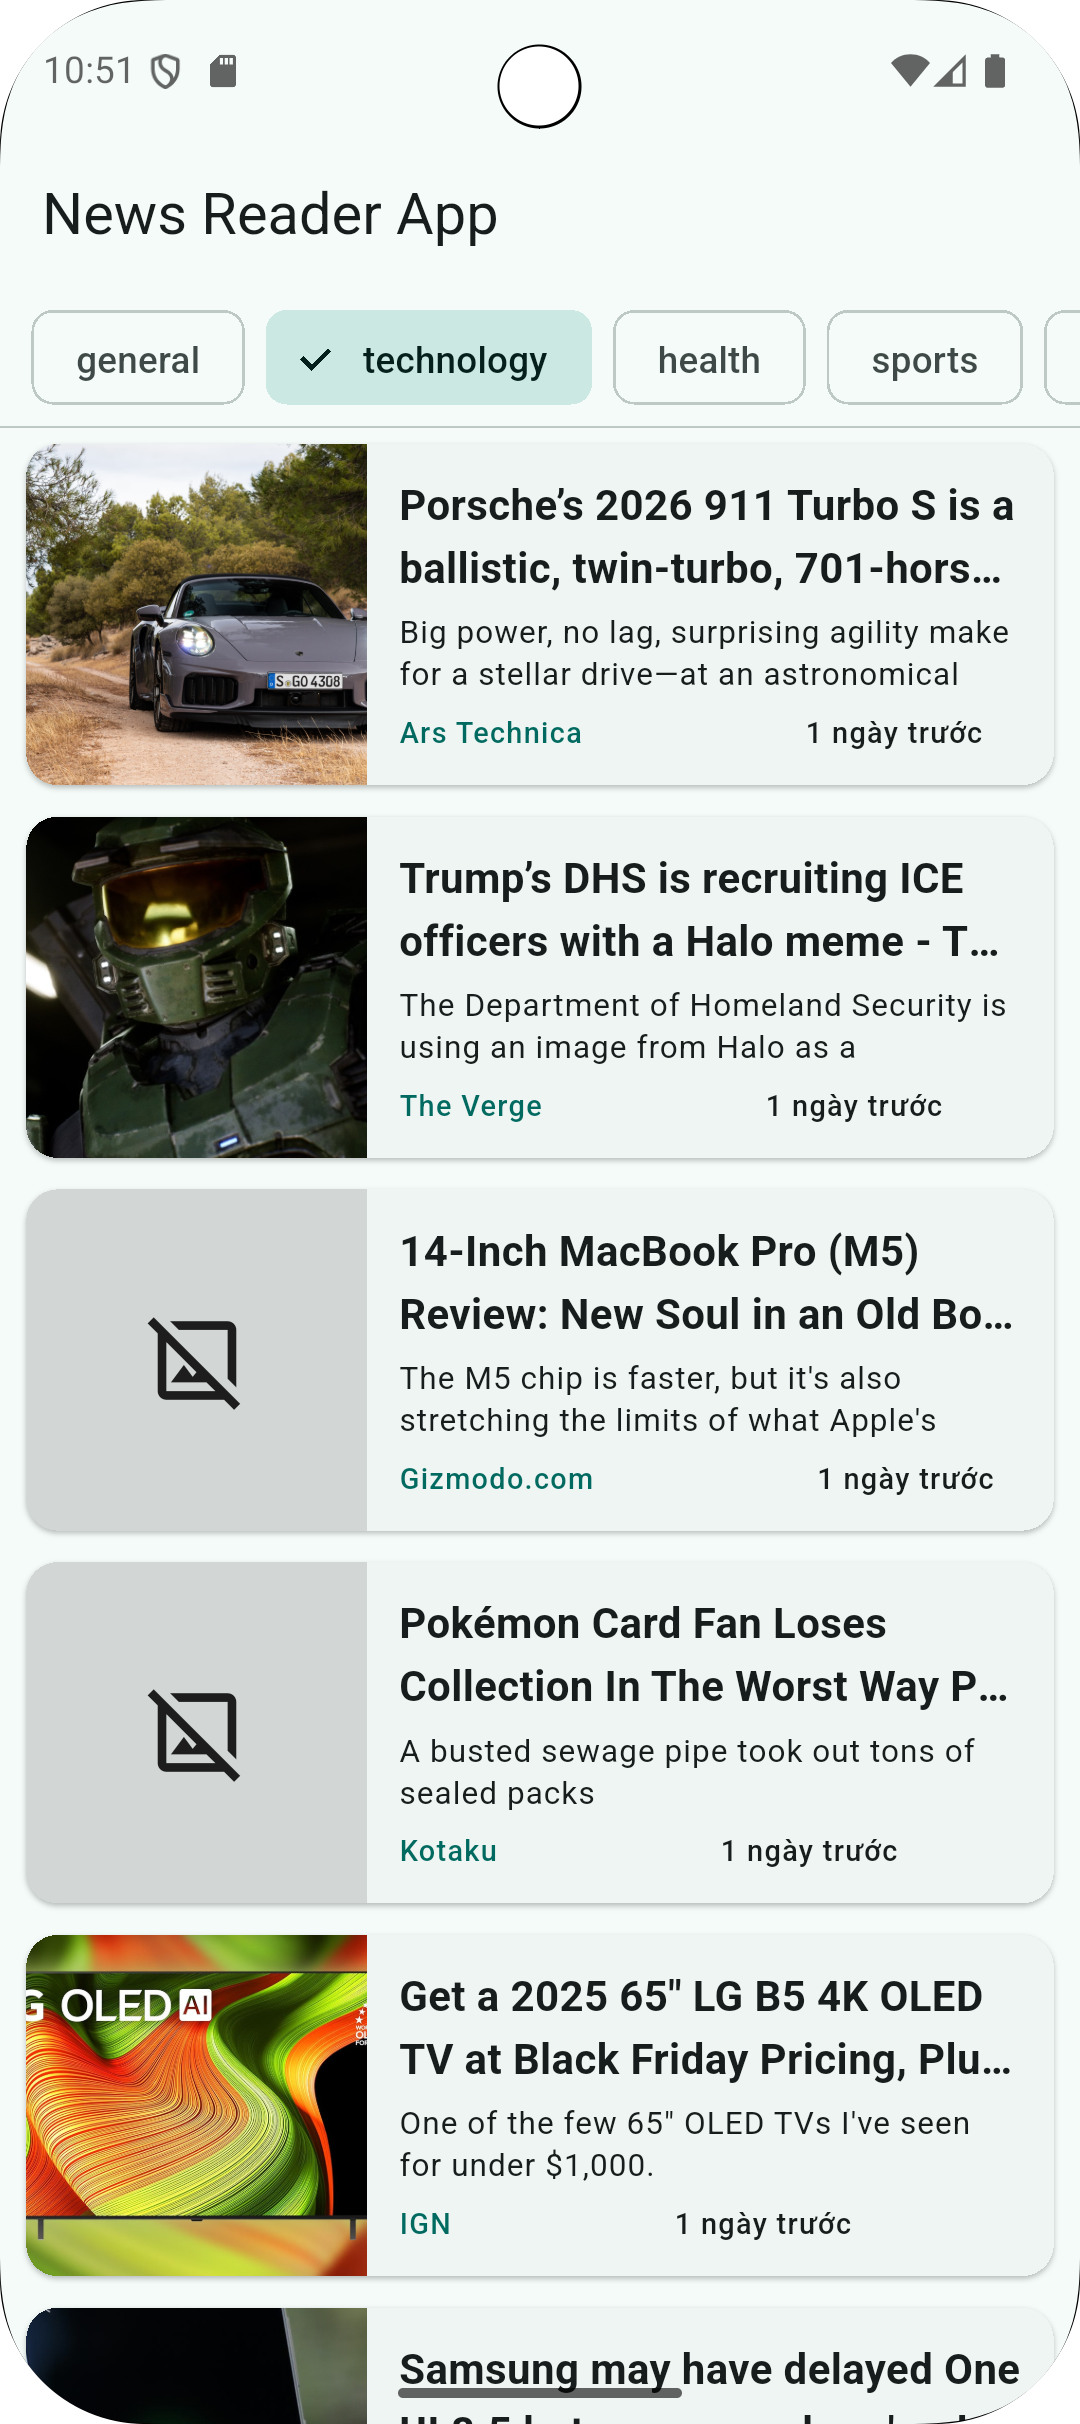 10:51
News Reader App
general
technology
health
sports
Porsche’s 2026 911 Turbo S is a
ballistic, twin-turbo, 701-hors…
Big power, no lag, surprising agility make
for a stellar drive—at an astronomical
Ars Technica
1 ngày trước
S GO 4308
Trump’s DHS is recruiting ICE
officers with a Halo meme - T…
The Department of Homeland Security is
using an image from Halo as a
The Verge
1 ngày trước
14-Inch MacBook Pro (M5)
Review: New Soul in an Old Bo…
The M5 chip is faster, but it's also
stretching the limits of what Apple's
Gizmodo.com
1 ngày trước
Pokémon Card Fan Loses
Collection In The Worst Way P…
A busted sewage pipe took out tons of
sealed packs
Kotaku
1 ngày trước
G OLED AI
Get a 2025 65" LG B5 4K OLED
TV at Black Friday Pricing, Plu…
One of the few 65" OLED TVs I've seen
for under $1,000.
IGN
1 ngày trước
Samsung may have delayed One